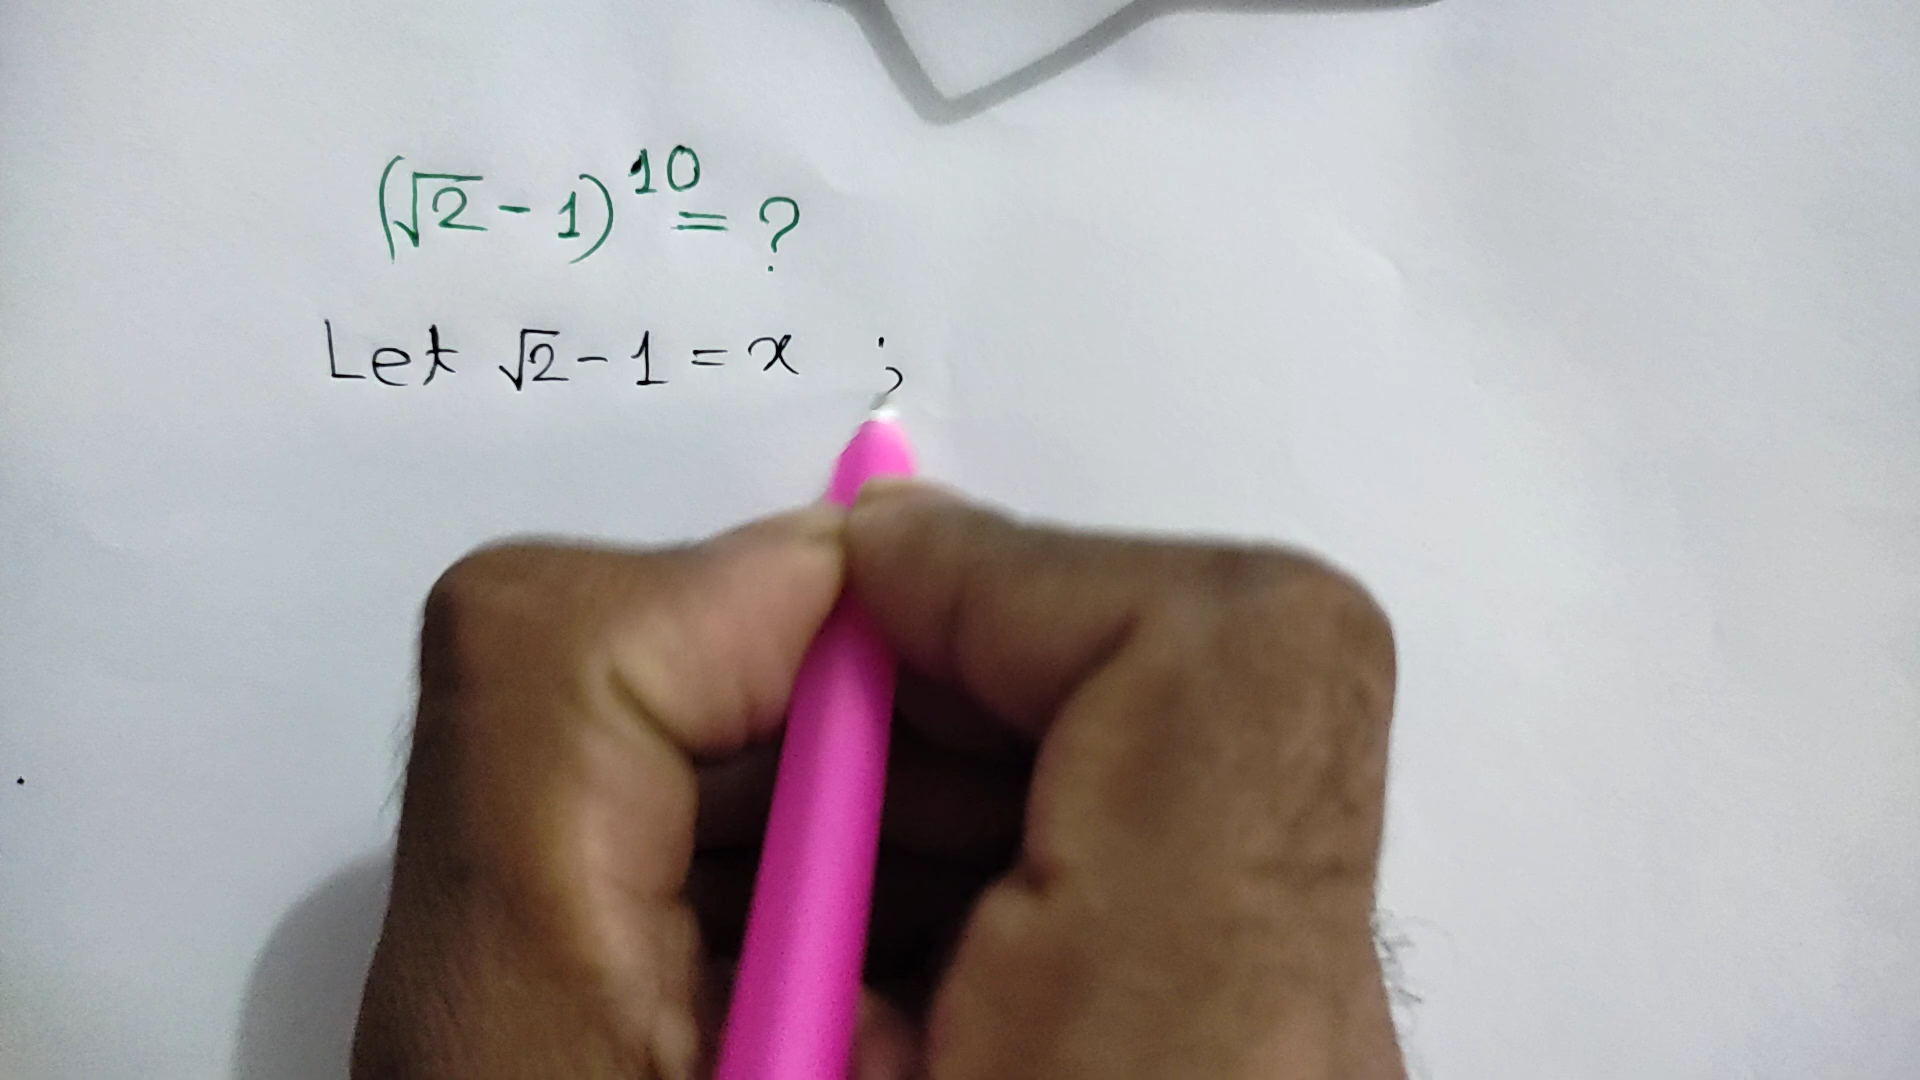 (√2 - 1)^10 = ?
Let √2 - 1 = x ;